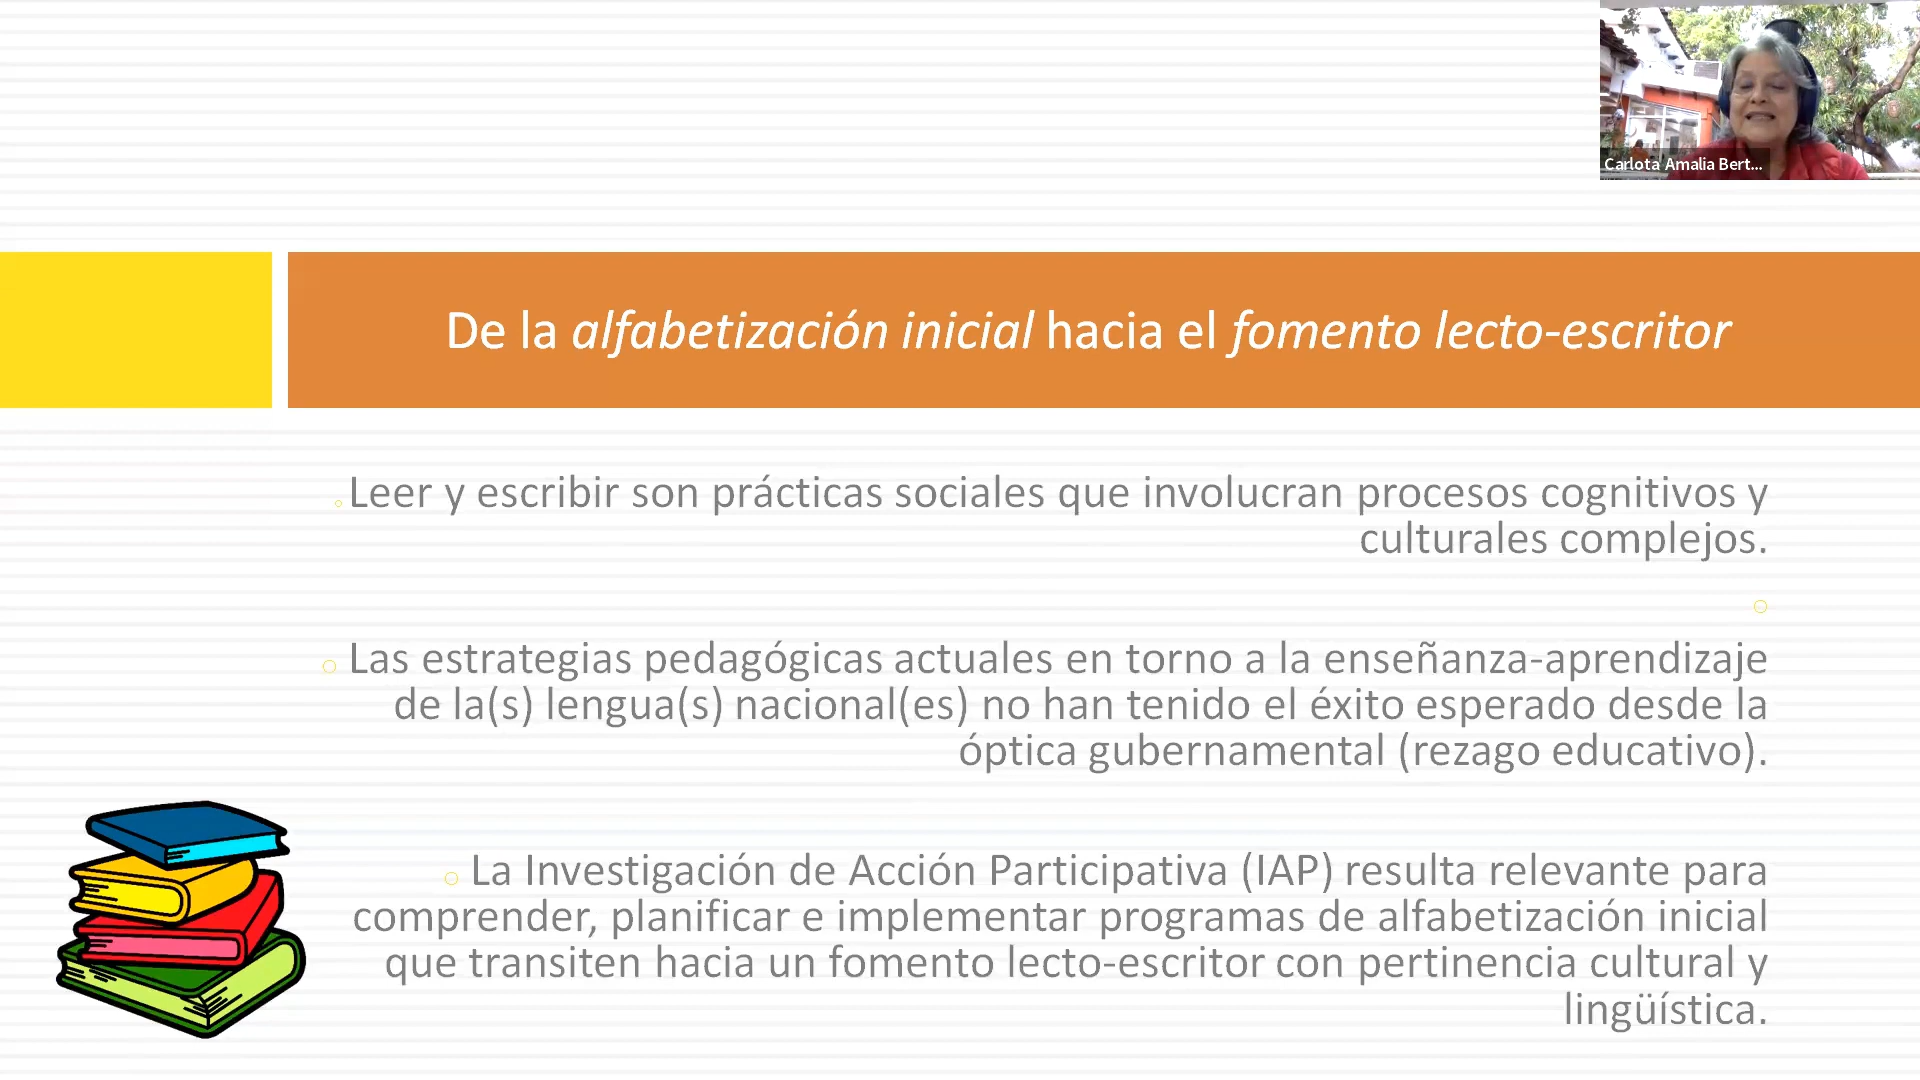 Carlota Amalia Bert...
De la alfabetización inicial hacia el fomento lecto-escritor
Leer y escribir son prácticas sociales que involucran procesos cognitivos y
culturales complejos.
Las estrategias pedagógicas actuales en torno a la enseñanza-aprendizaje
de la(s) lengua(s) nacional(es) no han tenido el éxito esperado desde la
óptica gubernamental (rezago educativo).
La Investigación de Acción Participativa (IAP) resulta relevante para
comprender, planificar e implementar programas de alfabetización inicial
que transiten hacia un fomento lecto-escritor con pertinencia cultural y
lingüística.